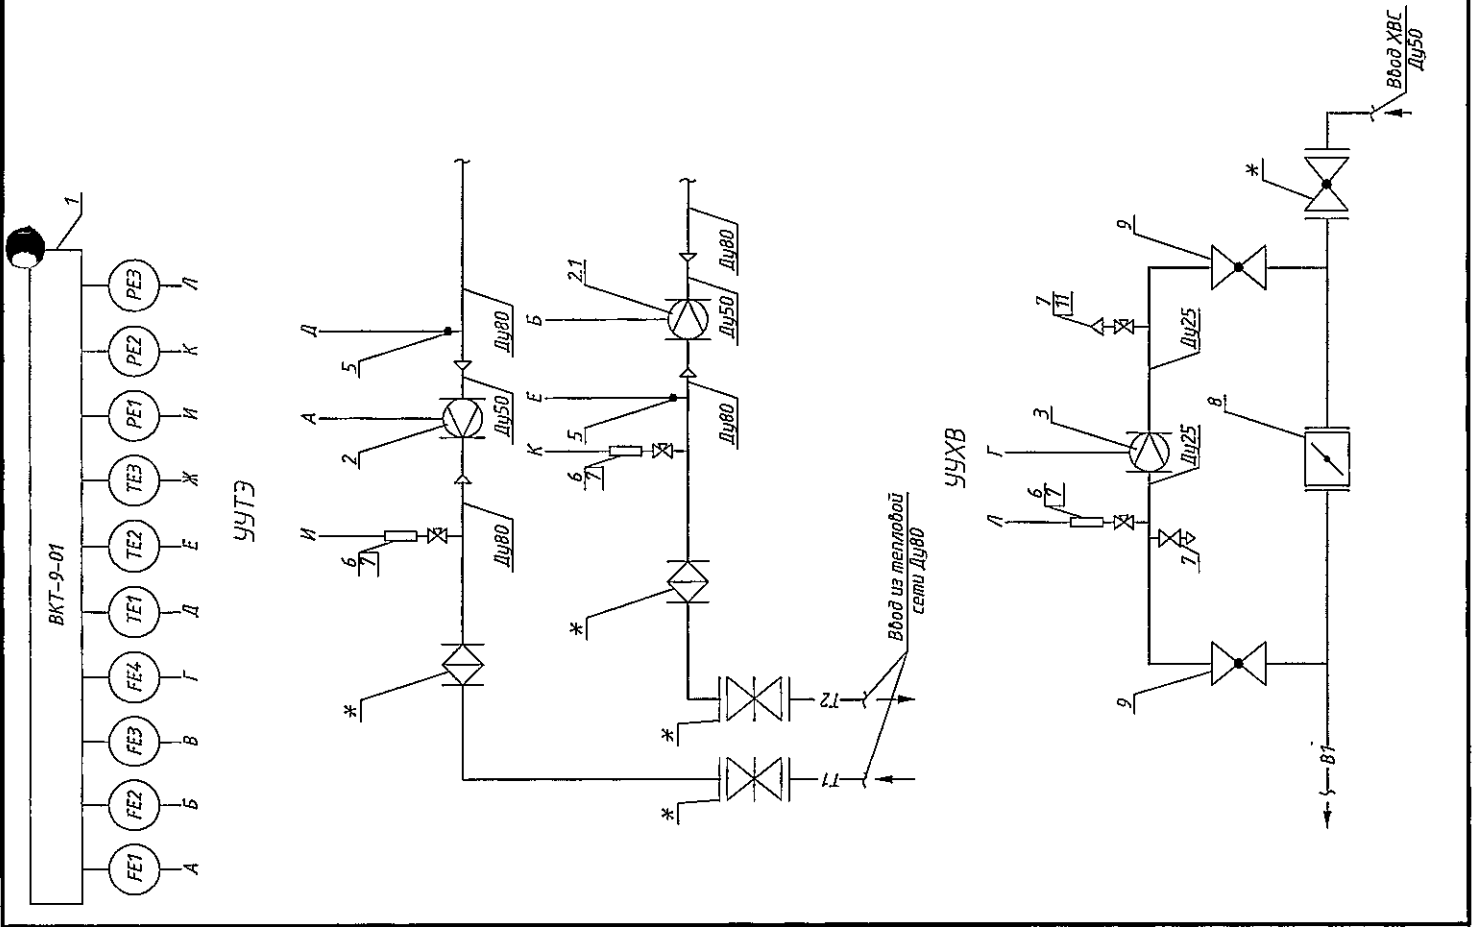 ВКТ-9-01
1
FE1
FE2
FE3
FE4
TE1
TE2
TE3
PE1
PE2
PE3
А
Б
В
Г
Д
Е
Ж
И
К
Л
УУТЭ
И
А
Д
6
7
2
5
*
Ду80
Ду50
Ду80
К
Е
Б
6
7
5
2.1
*
Ду80
Ду50
Ду80
*
*
Т1
Т2
Ввод из тепловой
сети Ду80
УУХВ
Л
Г
6
7
3
7
11
7
Ду25
Ду25
9
9
8
*
В1
Ввод ХВС
Ду50